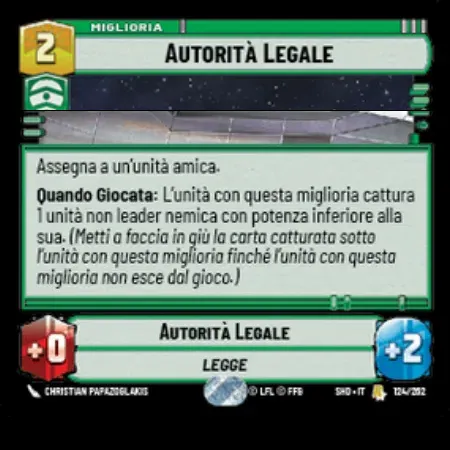 MIGLIORIA
2
AUTORITÀ LEGALE
Assegna a un'unità amica.
Quando Giocata: L'unità con questa miglioria cattura
1 unità non leader nemica con potenza inferiore alla
sua. (Metti a faccia in giù la carta catturata sotto
l'unità con questa miglioria finché l'unità con questa
miglioria non esce dal gioco.)
+0
AUTORITÀ LEGALE
+2
LEGGE
CHRISTIAN PAPAZOGLAKIS
© LFL © FFG
SHD • IT
124/262